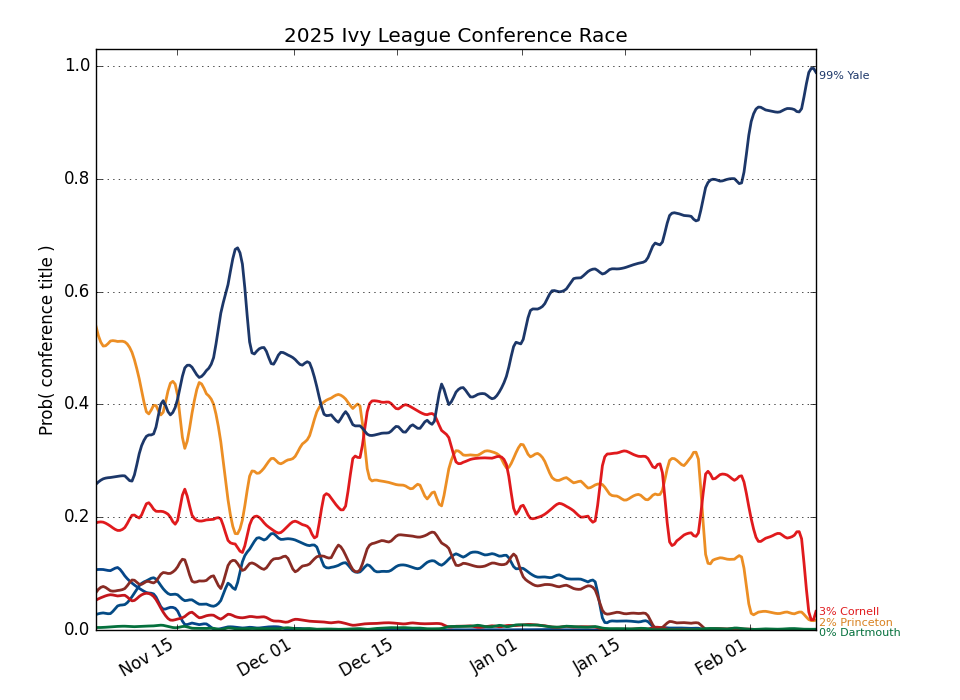 2025 Ivy League Conference Race
Prob( conference title )
1.0
0.8
0.6
0.4
0.2
0.0
Nov 15
Dec 01
Dec 15
Jan 01
Jan 15
Feb 01
99% Yale
3% Cornell
2% Princeton
0% Dartmouth